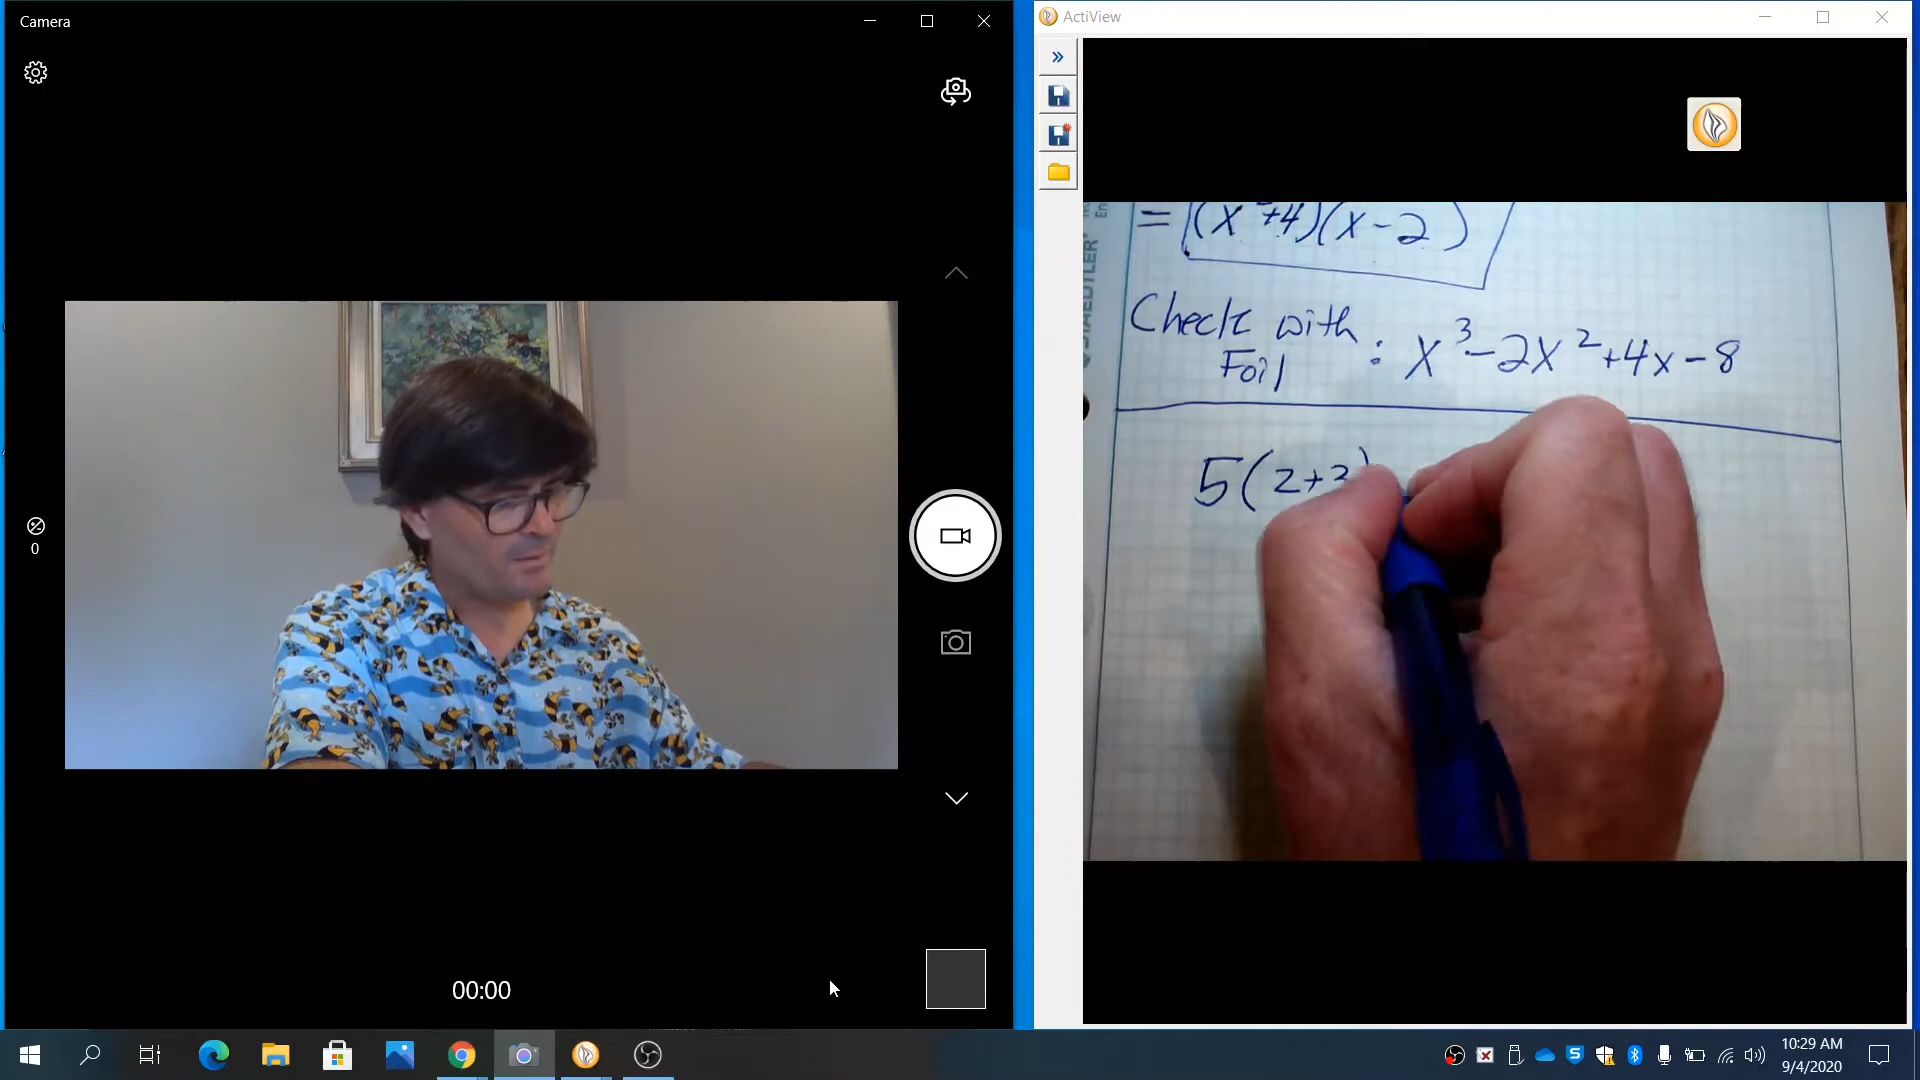 Camera
ActiView
= (x²+4)(x-2)
Check with
Foil : x³-2x²+4x-8
5(2+3)
0
00:00
10:29 AM
9/4/2020